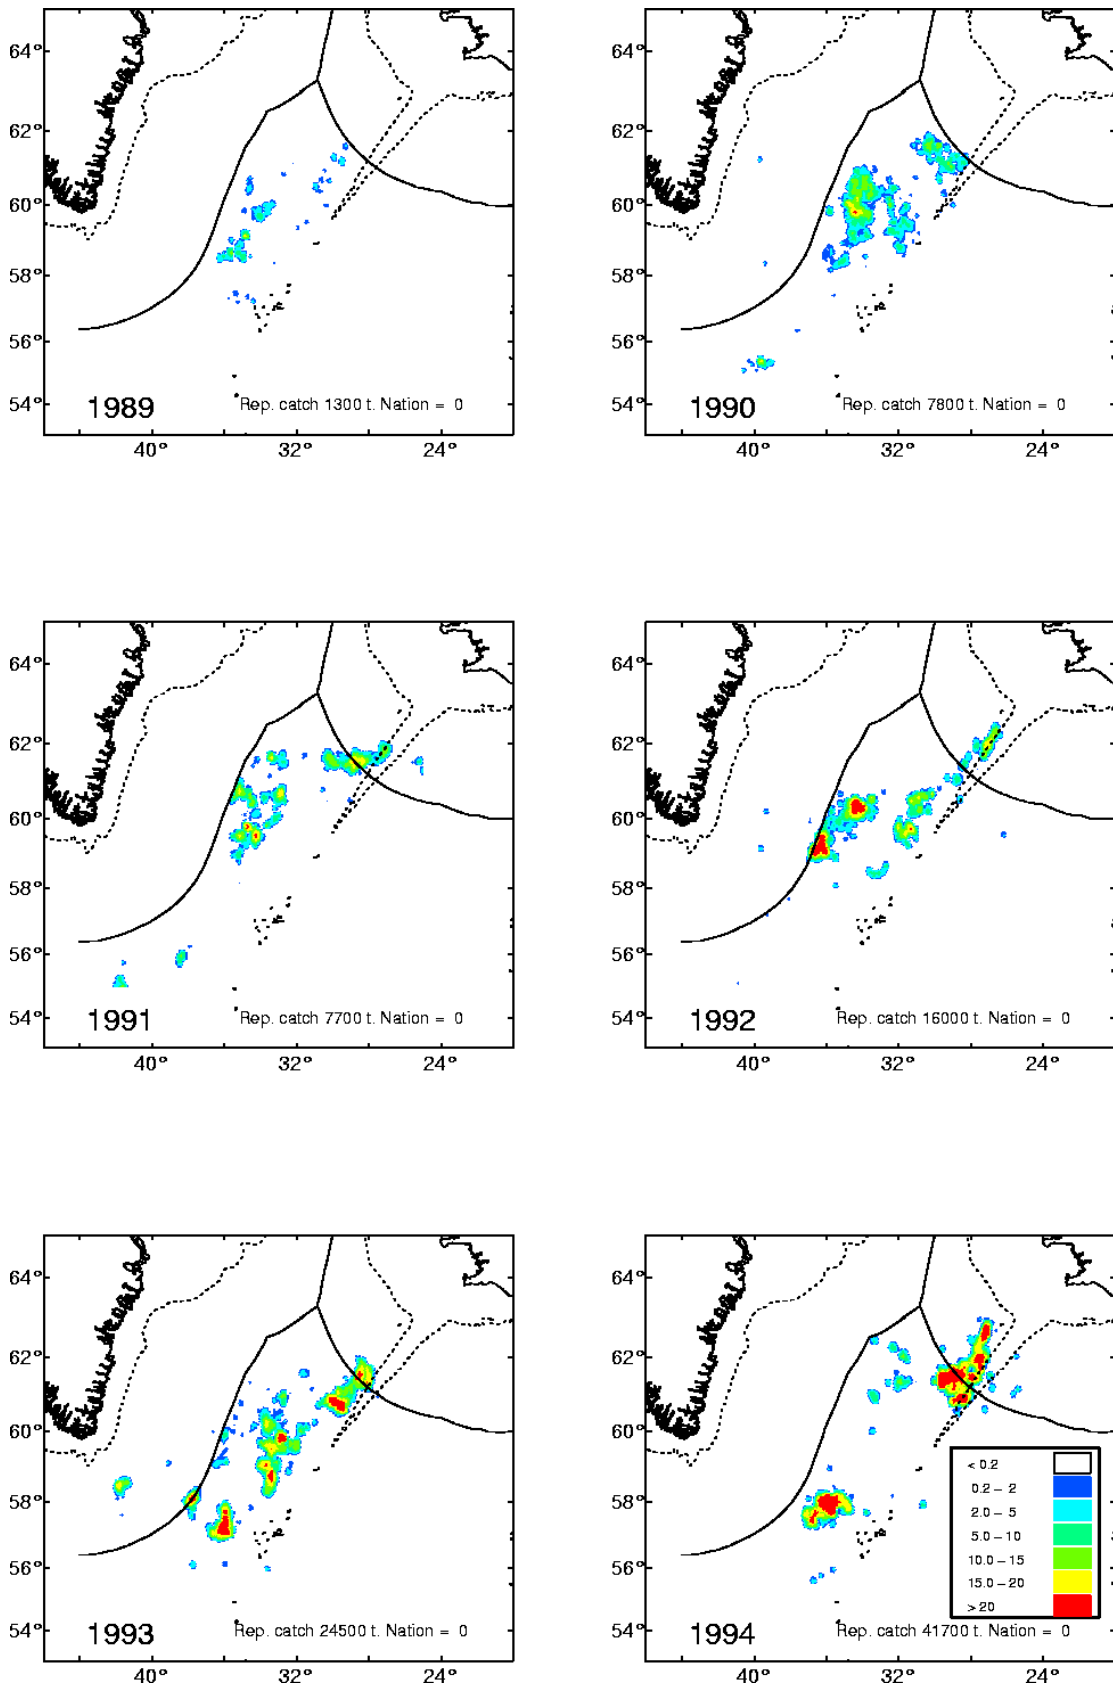 64° 64°
62° 62°
60° 60°
58° 58°
56° 56°
54° 1989 Rep. catch 1300 t. Nation = 0 54° 1990 Rep. catch 7800 t. Nation = 0
40° 32° 24° 40° 32° 24°
64° 64°
62° 62°
60° 60°
58° 58°
56° 56°
54° 1991 Rep. catch 7700 t. Nation = 0 54° 1992 Rep. catch 16000 t. Nation = 0
40° 32° 24° 40° 32° 24°
64° 64°
62° 62°
60° 60°
58° 58°
56° 56°
54° 1993 Rep. catch 24500 t. Nation = 0 54° 1994 Rep. catch 41700 t. Nation = 0
40° 32° 24° 40° 32° 24°
< 0.2
0.2 – 2
2.0 – 5
5.0 – 10
10.0 – 15
15.0 – 20
> 20